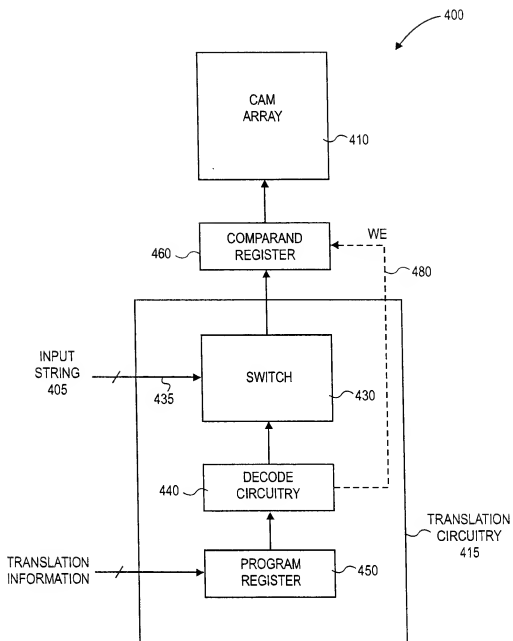 400
CAM
ARRAY
410
COMPARAND
REGISTER
460
WE
480
INPUT
STRING
405
435
SWITCH
430
DECODE
CIRCUITRY
440
TRANSLATION
CIRCUITRY
415
TRANSLATION
INFORMATION
PROGRAM
REGISTER
450